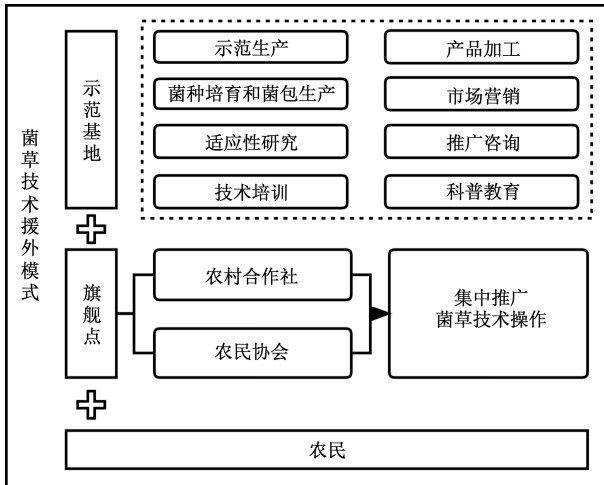 菌草技术援外模式
示范基地
示范生产
产品加工
菌种培育和菌包生产
市场营销
适应性研究
推广咨询
技术培训
科普教育
旗舰点
农村合作社
农民协会
集中推广
菌草技术操作
农民